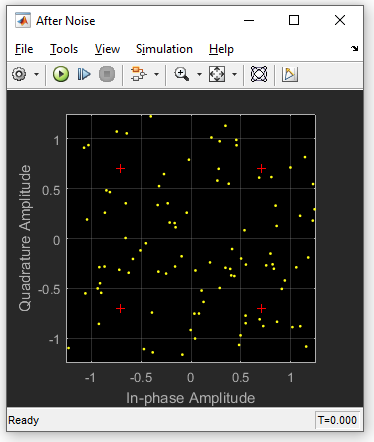 After Noise
File Tools View Simulation Help
1
0.5
0
-0.5
-1
Quadrature Amplitude
-1 -0.5 0 0.5 1
In-phase Amplitude
Ready T=0.000